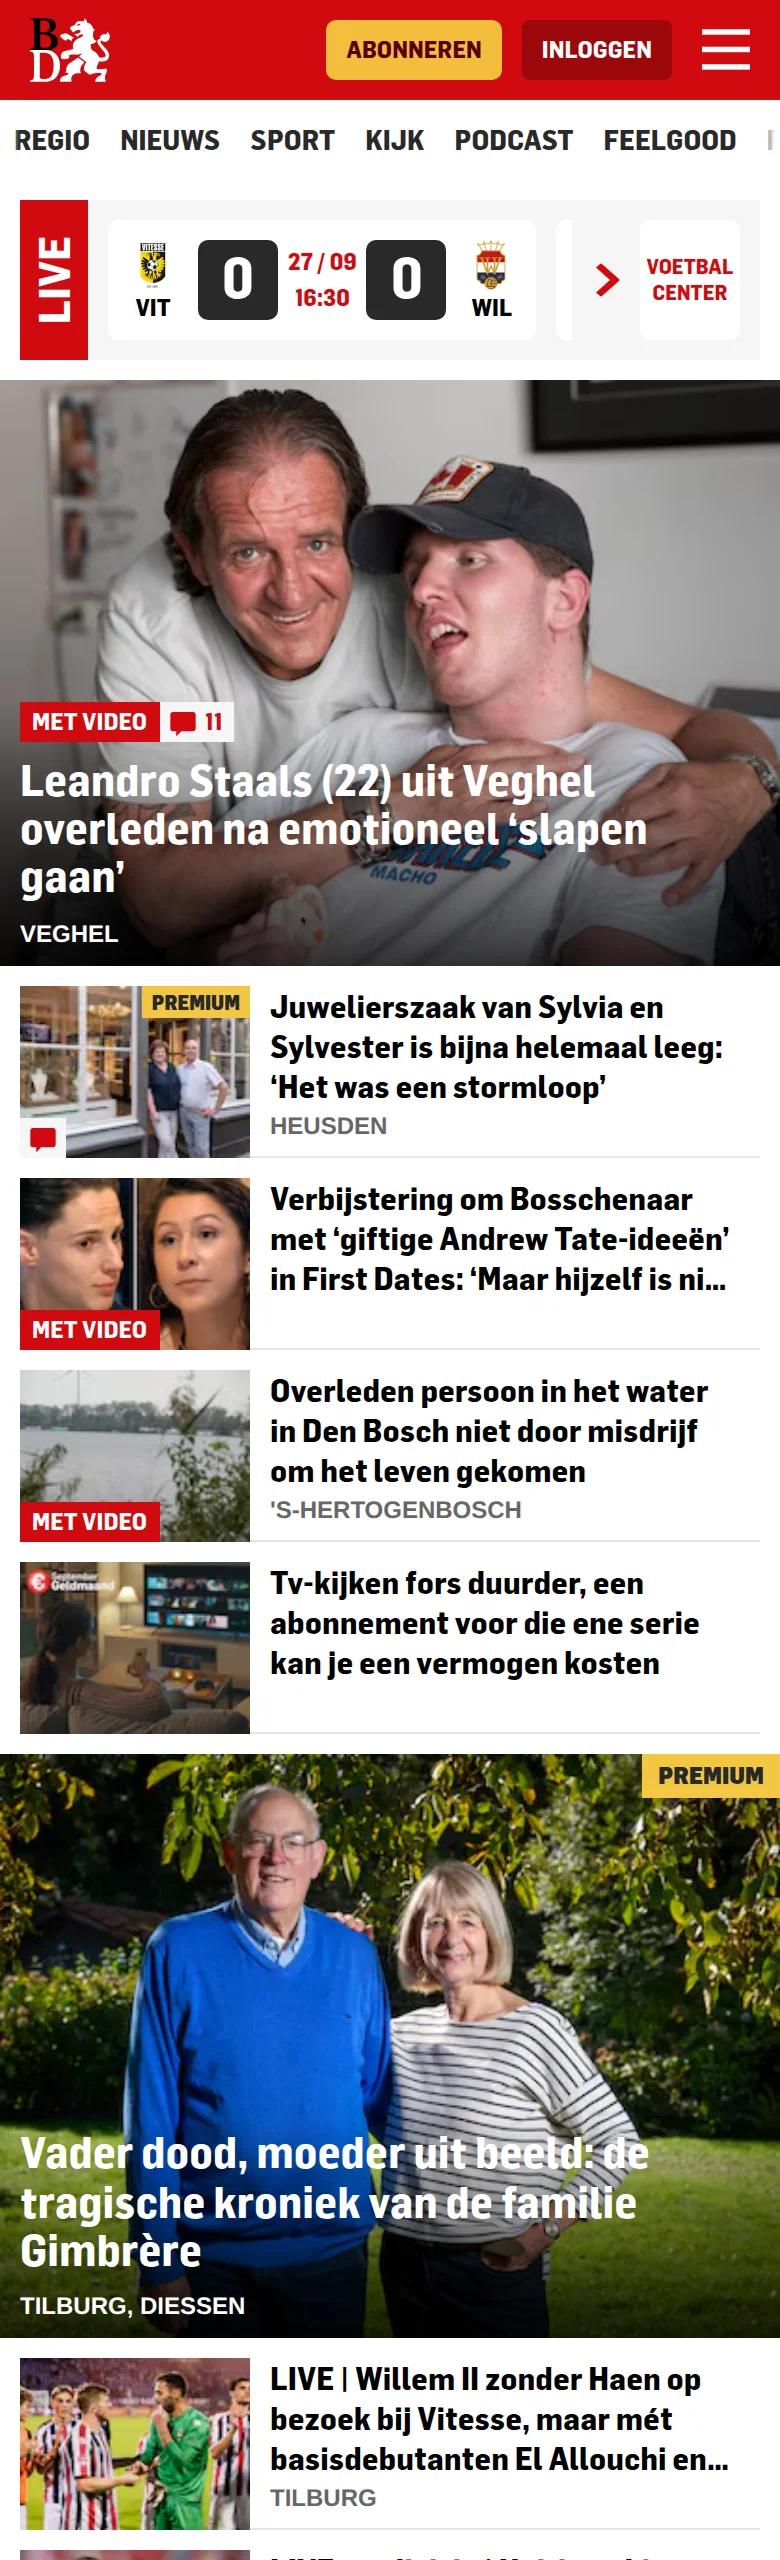 BD
ABONNEREN
INLOGGEN
REGIO NIEUWS SPORT KIJK PODCAST FEELGOOD
LIVE
VITESSE
VIT
0
27 / 09
16:30
0
WIL
VOETBAL
CENTER
MET VIDEO
11
Leandro Staals (22) uit Veghel
overleden na emotioneel ‘slapen
gaan’
MACHO
VEGHEL
PREMIUM
Juwelierszaak van Sylvia en
Sylvester is bijna helemaal leeg:
‘Het was een stormloop’
HEUSDEN
MET VIDEO
Verbijstering om Bosschenaar
met ‘giftige Andrew Tate-ideeën’
in First Dates: ‘Maar hijzelf is ni...
MET VIDEO
Overleden persoon in het water
in Den Bosch niet door misdrijf
om het leven gekomen
'S-HERTOGENBOSCH
September
Geldmaand
Tv-kijken fors duurder, een
abonnement voor die ene serie
kan je een vermogen kosten
PREMIUM
Vader dood, moeder uit beeld: de
tragische kroniek van de familie
Gimbrère
TILBURG, DIESSEN
LIVE | Willem II zonder Haen op
bezoek bij Vitesse, maar mét
basisdebutanten El Allouchi en...
TILBURG